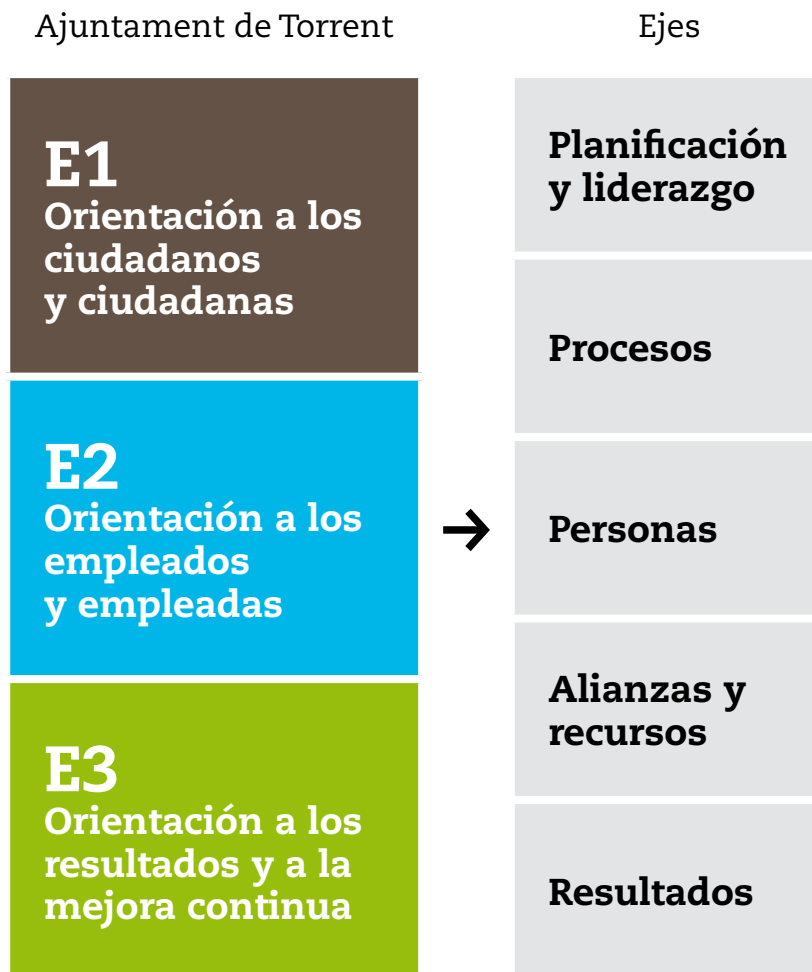 Ajuntament de Torrent
E1
Orientación a los
ciudadanos
y ciudadanas
E2
Orientación a los
empleados
y empleadas
E3
Orientación a los
resultados y a la
mejora continua
Ejes
Planificación
y liderazgo
Procesos
Personas
Alianzas y
recursos
Resultados